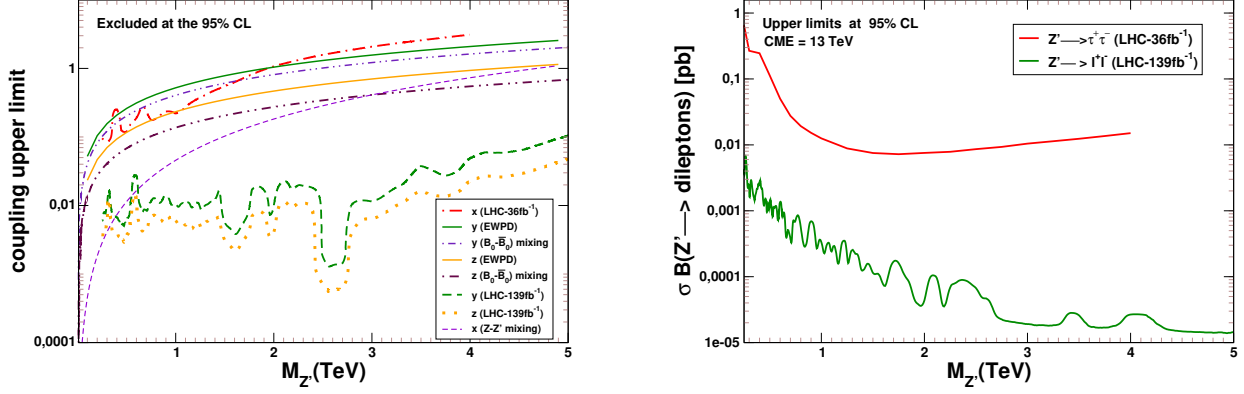 Excluded at the 95% CL
coupling upper limit
1
0,01
0,0001
x (LHC-36fb⁻¹)
y (EWPD)
y (B₀-B̅₀) mixing
z (EWPD)
z (B₀-B̅₀) mixing
y (LHC-139fb⁻¹)
z (LHC-139fb⁻¹)
x (Z-Z' mixing)
1 2 3 4 5
M_Z'(TeV)
Upper limits at 95% CL
CME = 13 TeV
Z'—>τ⁺τ⁻ (LHC-36fb⁻¹)
Z'— > l⁺l⁻ (LHC-139fb⁻¹)
σ B(Z'—> dileptons) [pb]
1
0,1
0,01
0,001
0,0001
1e-05
1 2 3 4 5
M_Z'(TeV)